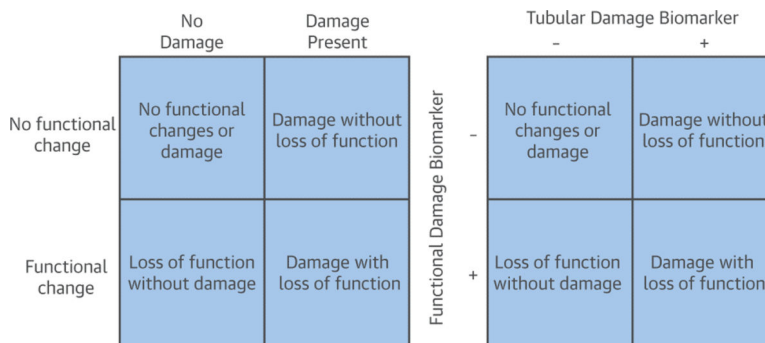 No
Damage
Damage
Present
No functional
change
No functional
changes or
damage
Damage without
loss of function
Functional
change
Loss of function
without damage
Damage with
loss of function
Tubular Damage Biomarker
–
+
Functional Damage Biomarker
-
No functional
changes or
damage
Damage without
loss of function
+
Loss of function
without damage
Damage with
loss of function